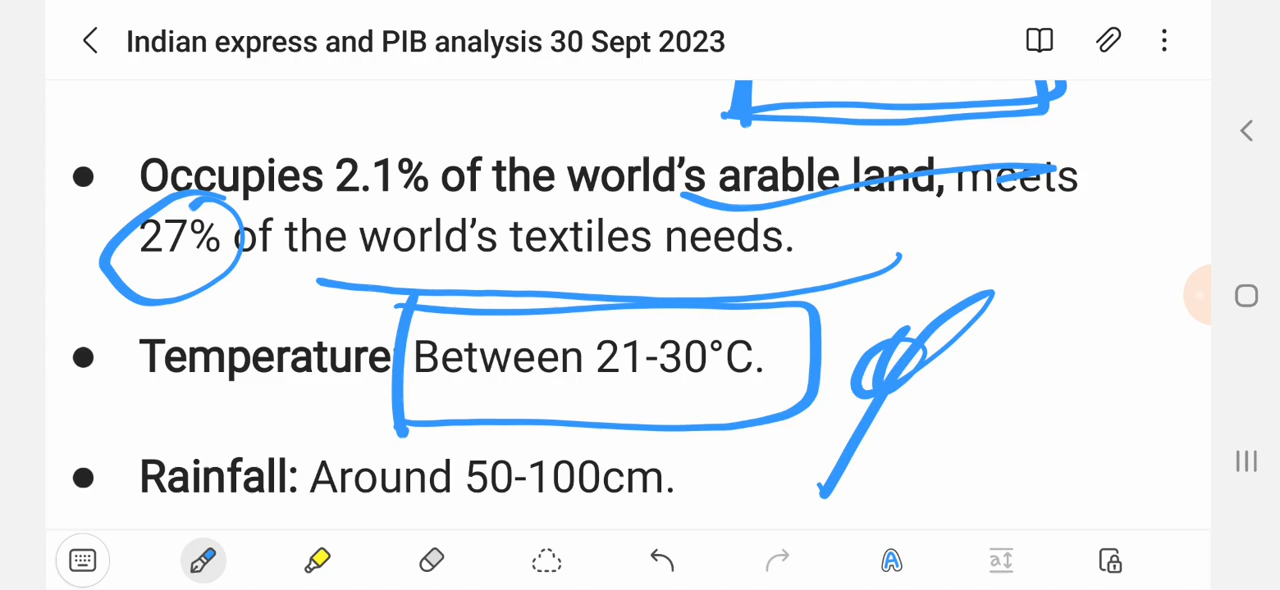 Indian express and PIB analysis 30 Sept 2023
● Occupies 2.1% of the world's arable land, meets
27% of the world's textiles needs.
● Temperature: Between 21-30°C.
● Rainfall: Around 50-100cm.